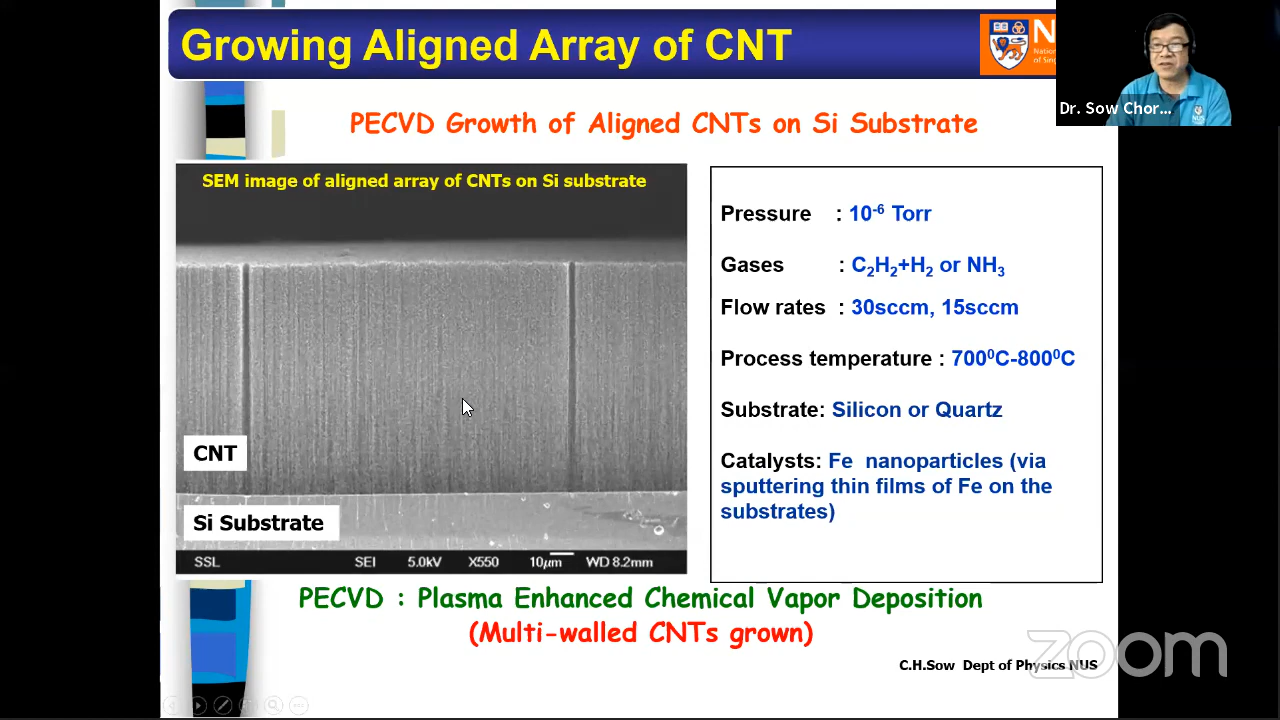 Growing Aligned Array of CNT
N
Nation
of Sing
Dr. Sow Chor...
PECVD Growth of Aligned CNTs on Si Substrate
SEM image of aligned array of CNTs on Si substrate
CNT
Si Substrate
SSL SEI 5.0kV X550 10μm WD 8.2mm
Pressure : 10⁻⁶ Torr
Gases : C₂H₂+H₂ or NH₃
Flow rates : 30sccm, 15sccm
Process temperature : 700⁰C-800⁰C
Substrate: Silicon or Quartz
Catalysts: Fe nanoparticles (via
sputtering thin films of Fe on the
substrates)
PECVD : Plasma Enhanced Chemical Vapor Deposition
(Multi-walled CNTs grown)
C.H.Sow Dept of Physics NUS
zoom